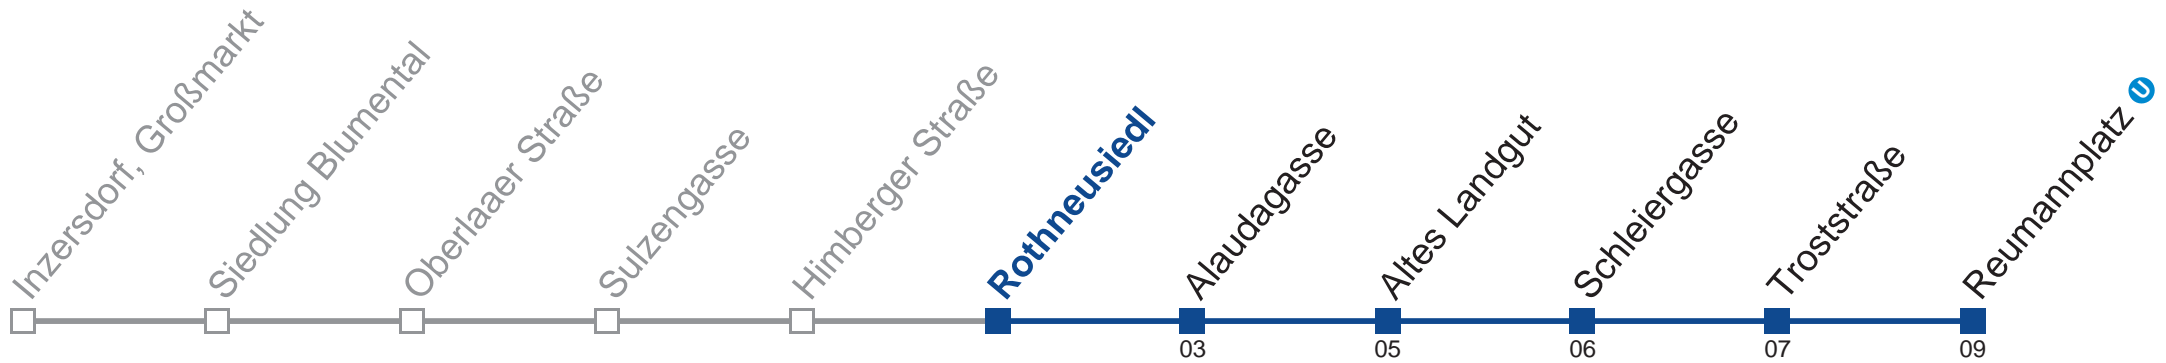 Inzersdorf, Großmarkt
Siedlung Blumental
Oberlaaer Straße
Sulzengasse
Himberger Straße
Rothneusiedl
Alaudagasse
Altes Landgut
Schleiergasse
Troststraße
Reumannplatz U
03
05
06
07
09